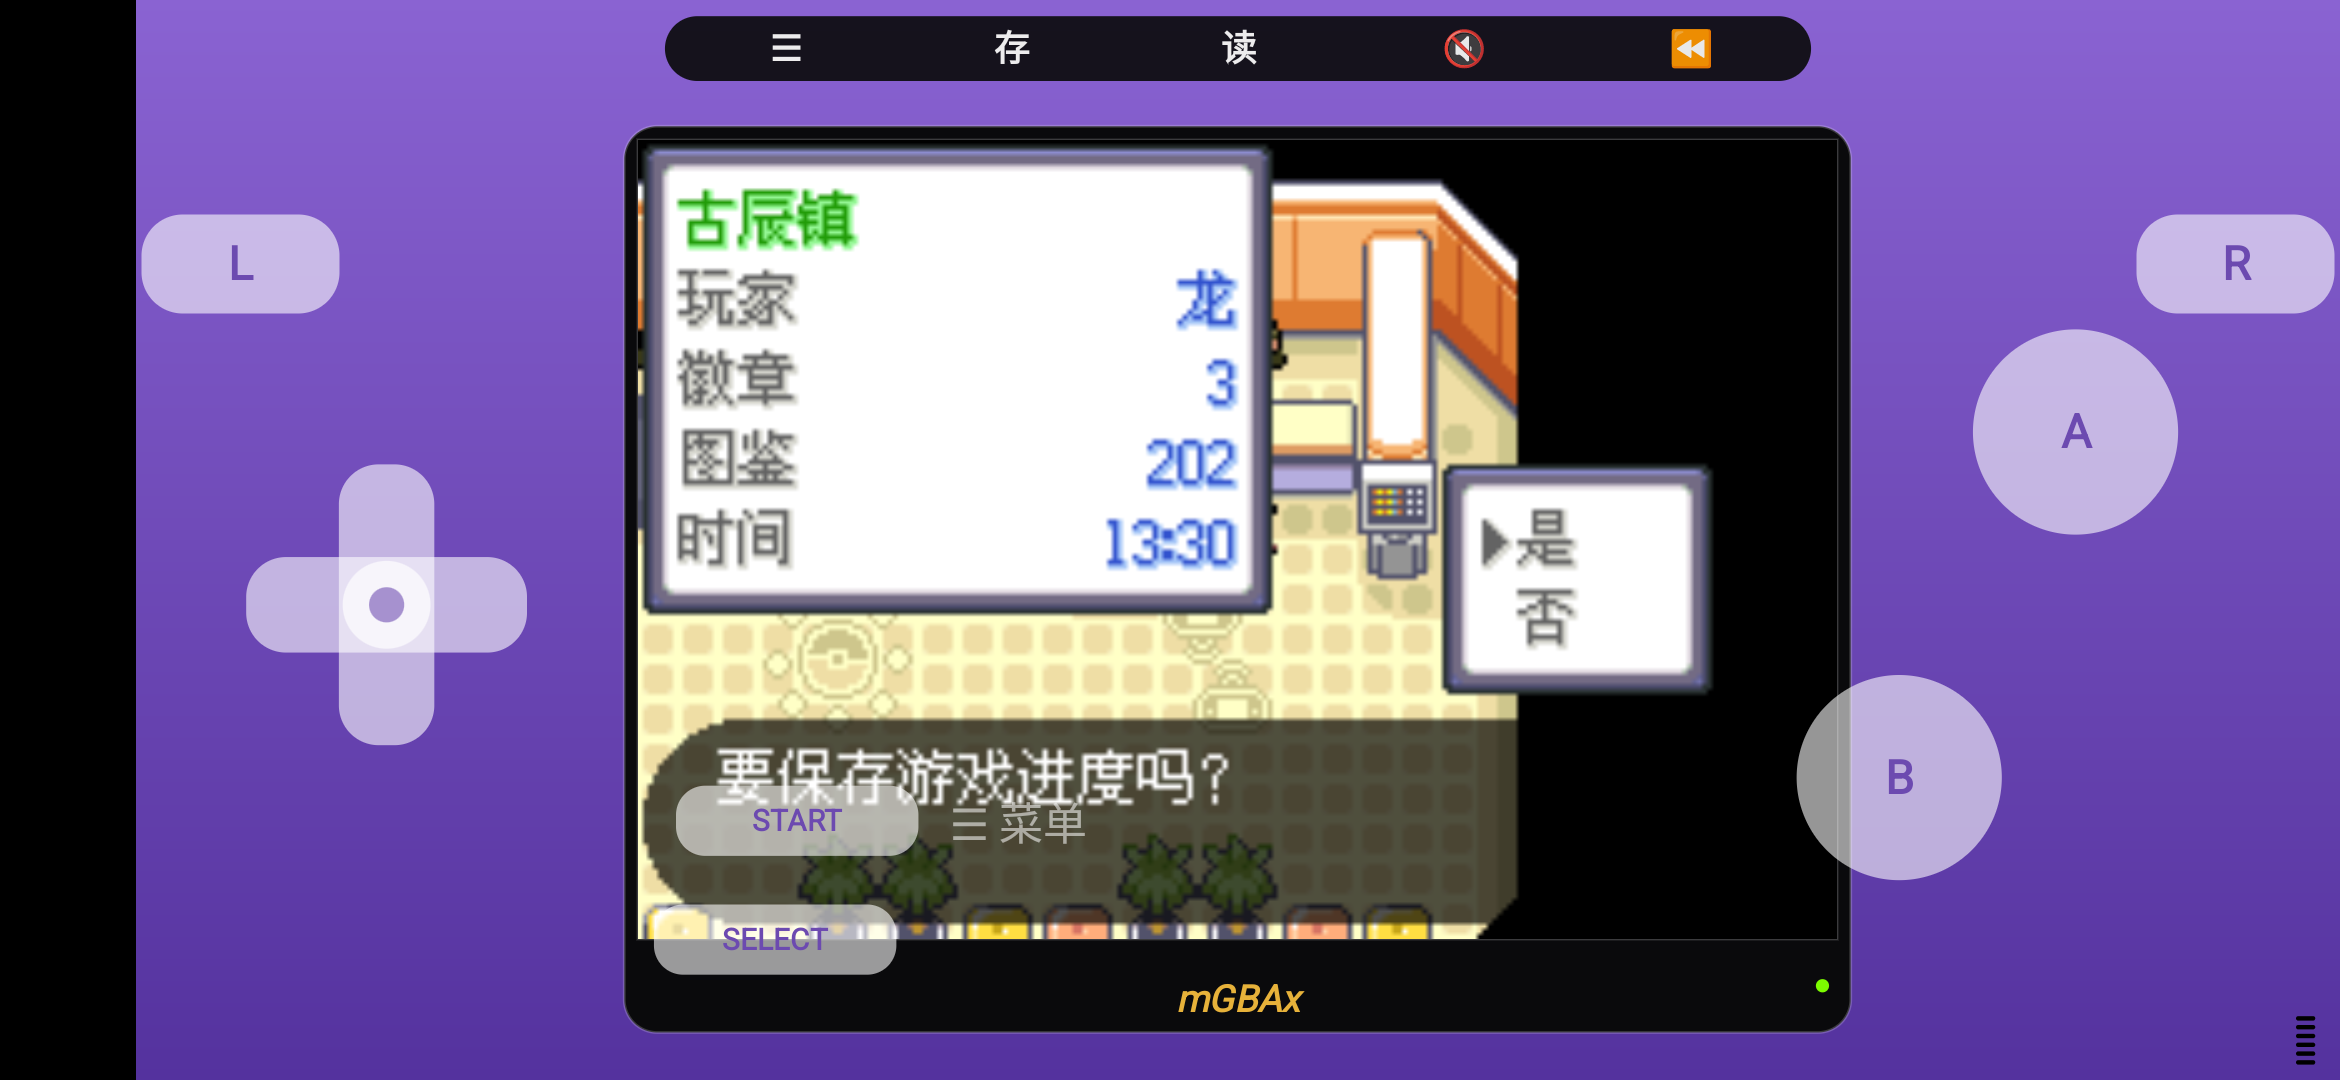 ☰ 存 读
L
R
古辰镇
玩家 龙
徽章 3
图鉴 202
时间 13:30
A
是
否
要保存游戏进度吗?
B
START
☰ 菜单
SELECT
mGBAx